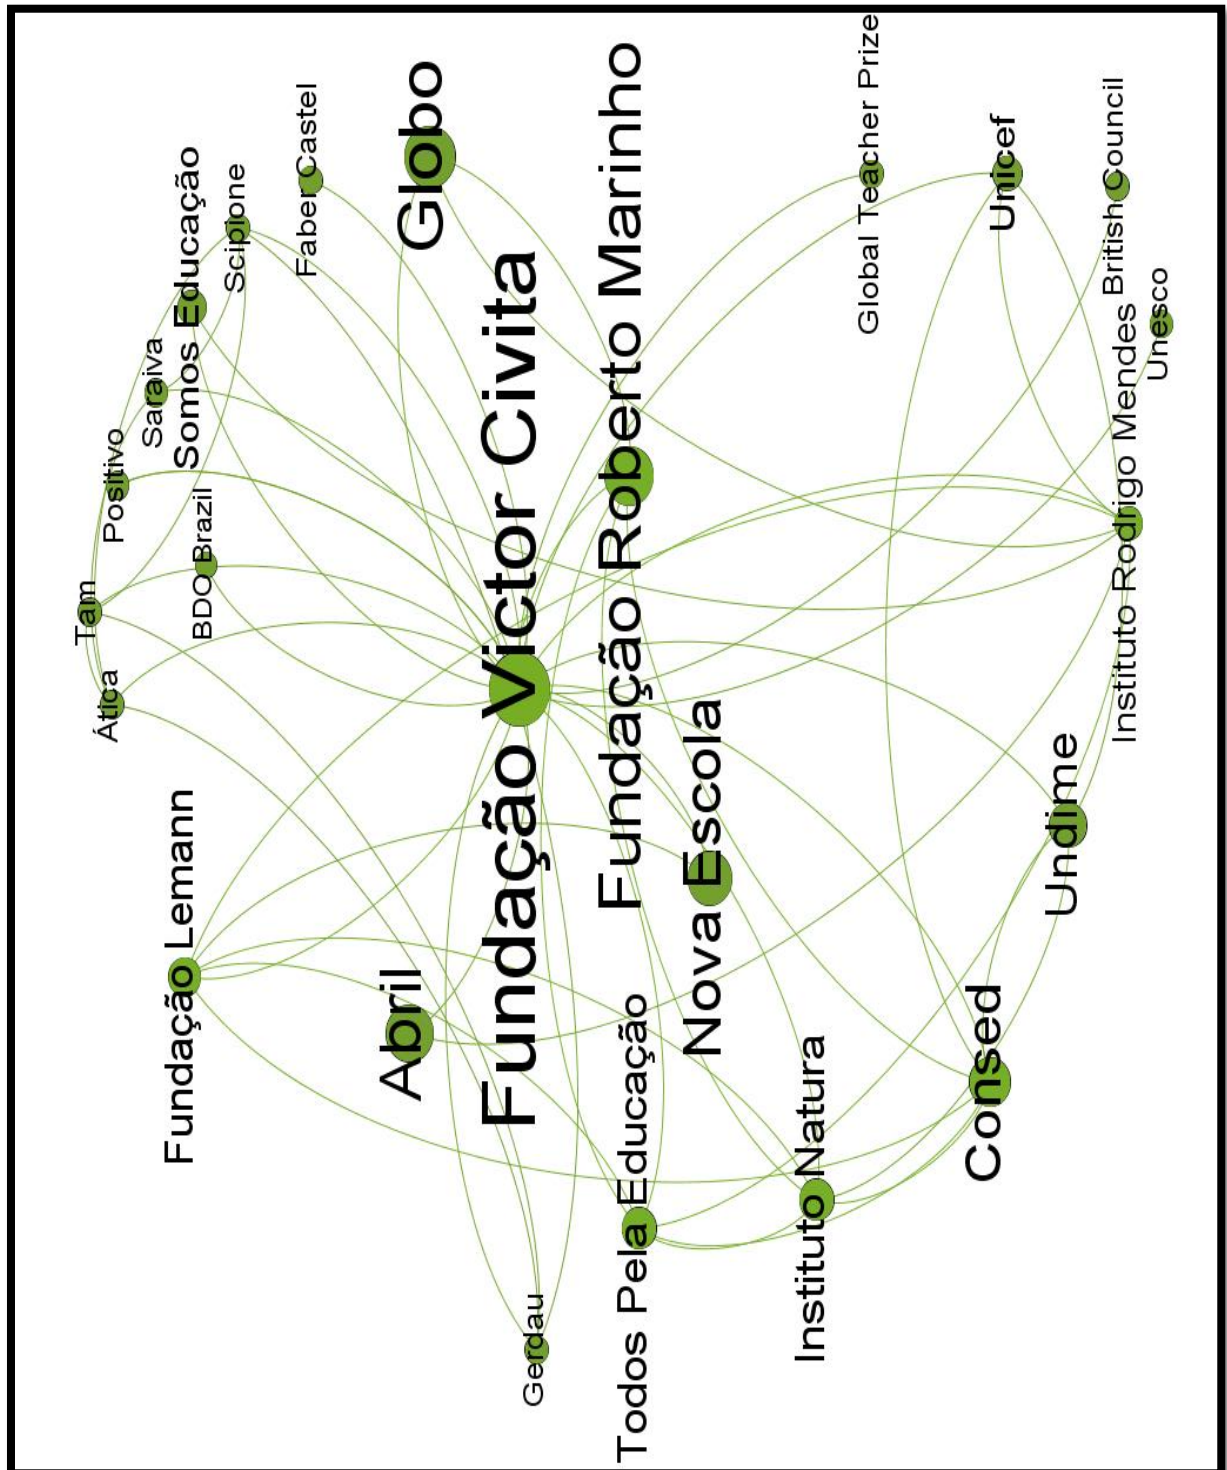 Tam
Ática
Positivo
Saraiva
Somos Educação
BDO Brazil
Scipione
Faber Castel
Fundação Lemann
Abril
Globo
Fundação Victor Civita
Gerdau
Fundação Roberto Marinho
Todos Pela Educação
Nova Escola
Instituto Natura
Global Teacher Prize
Consed
Unicef
Undime
British Council
Instituto Rodrigo Mendes
Unesco